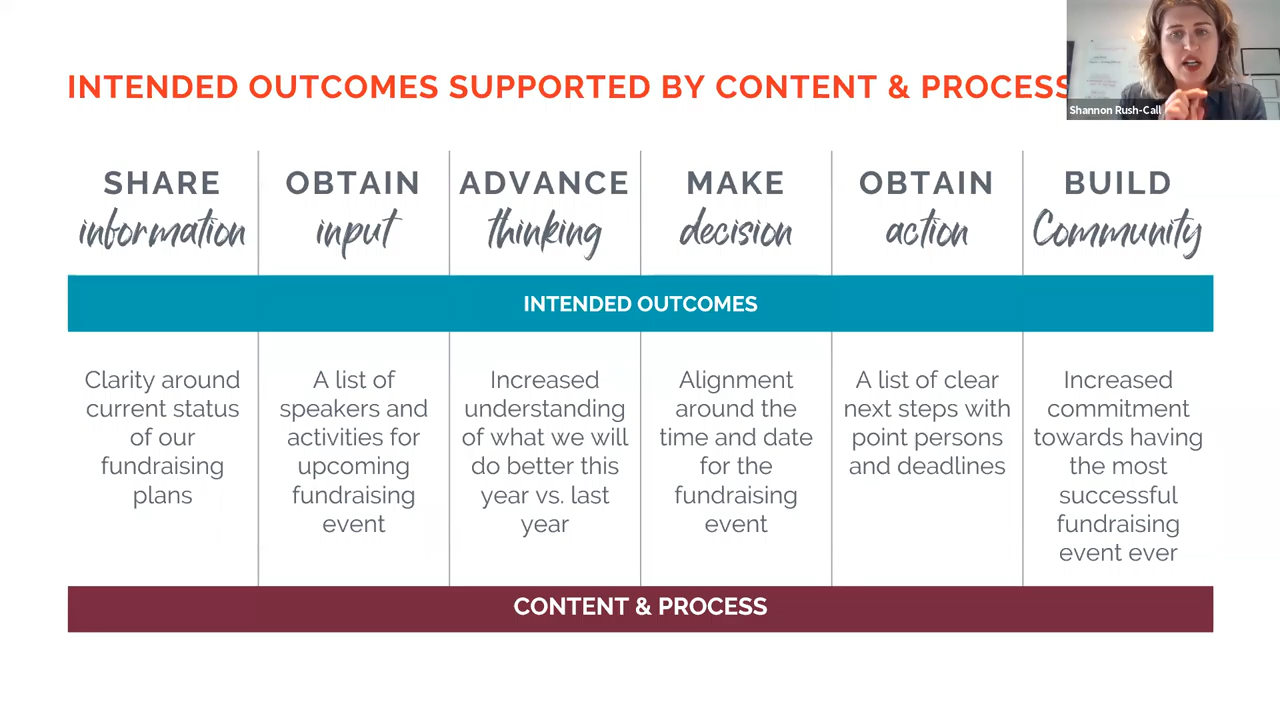 INTENDED OUTCOMES SUPPORTED BY CONTENT & PROCESS
Shannon Rush-Call
SHARE
information
OBTAIN
input
ADVANCE
thinking
MAKE
decision
OBTAIN
action
BUILD
Community
INTENDED OUTCOMES
Clarity around
current status
of our
fundraising
plans
A list of
speakers and
activities for
upcoming
fundraising
event
Increased
understanding
of what we will
do better this
year vs. last
year
Alignment
around the
time and date
for the
fundraising
event
A list of clear
next steps with
point persons
and deadlines
Increased
commitment
towards having
the most
successful
fundraising
event ever
CONTENT & PROCESS